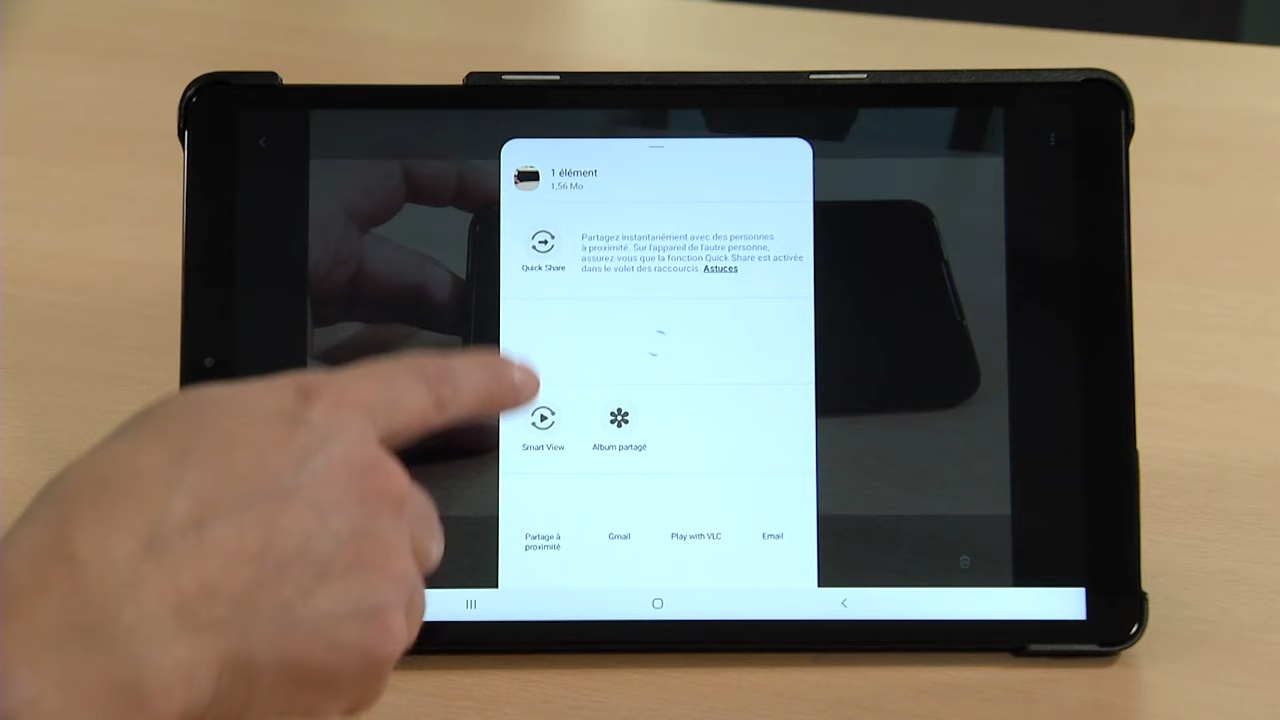 1 élément
1,56 Mo
Partagez instantanément avec des personnes
à proximité. Sur l'appareil de l'autre personne,
assurez-vous que la fonction Quick Share est activée
dans le volet des raccourcis. Astuces
Quick Share
Smart View
Album partagé
Partage à
proximité
Gmail
Play with VLC
Email